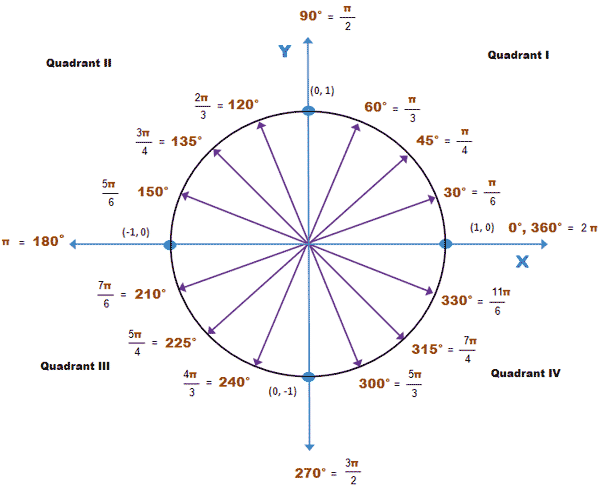 90° = π/2
Quadrant II
Quadrant I
Y
(0, 1)
2π/3 = 120°
60° = π/3
3π/4 = 135°
45° = π/4
5π/6 150°
30° = π/6
(-1, 0)
(1, 0) 0°, 360° = 2 π
π = 180°
X
7π/6 = 210°
330° = 11π/6
5π/4 = 225°
315° = 7π/4
Quadrant III
Quadrant IV
4π/3 = 240°
(0, -1)
300° = 5π/3
270° = 3π/2